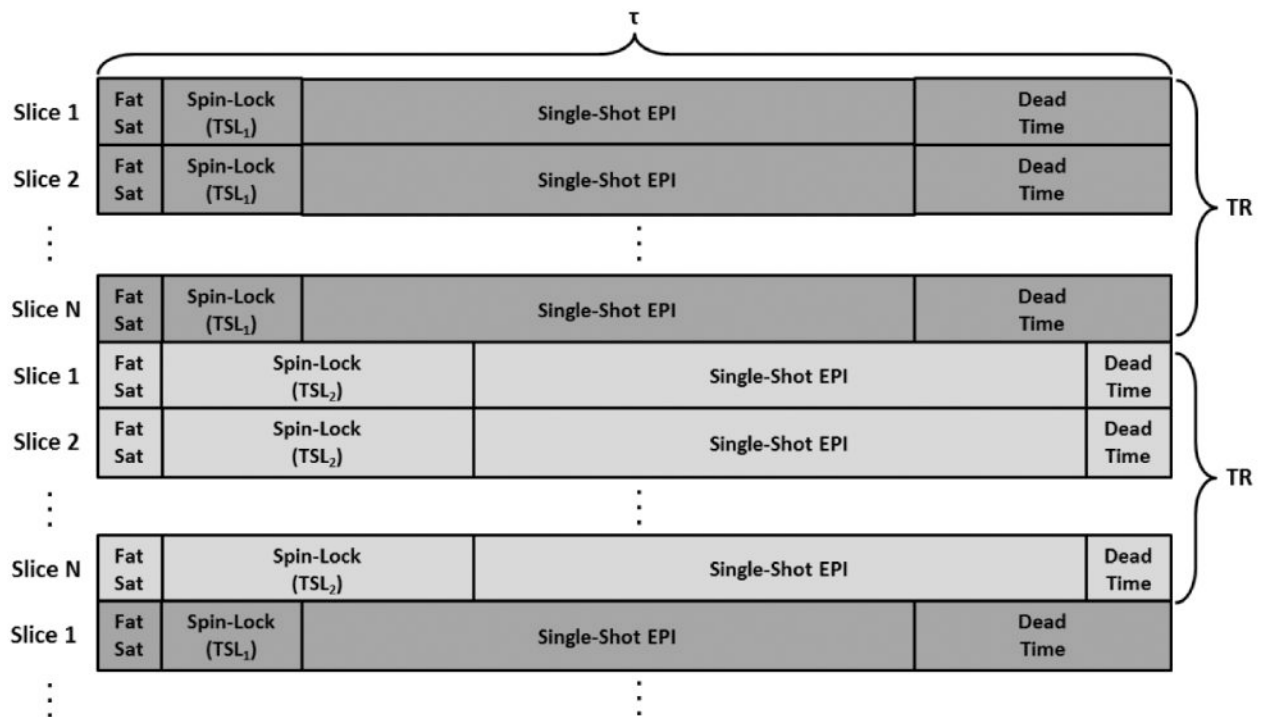 τ
Slice 1
Fat
Sat
Spin-Lock
(TSL₁)
Single-Shot EPI
Dead
Time
Slice 2
Fat
Sat
Spin-Lock
(TSL₁)
Single-Shot EPI
Dead
Time
TR
Slice N
Fat
Sat
Spin-Lock
(TSL₁)
Single-Shot EPI
Dead
Time
Slice 1
Fat
Sat
Spin-Lock
(TSL₂)
Single-Shot EPI
Dead
Time
Slice 2
Fat
Sat
Spin-Lock
(TSL₂)
Single-Shot EPI
Dead
Time
TR
Slice N
Fat
Sat
Spin-Lock
(TSL₂)
Single-Shot EPI
Dead
Time
Slice 1
Fat
Sat
Spin-Lock
(TSL₁)
Single-Shot EPI
Dead
Time